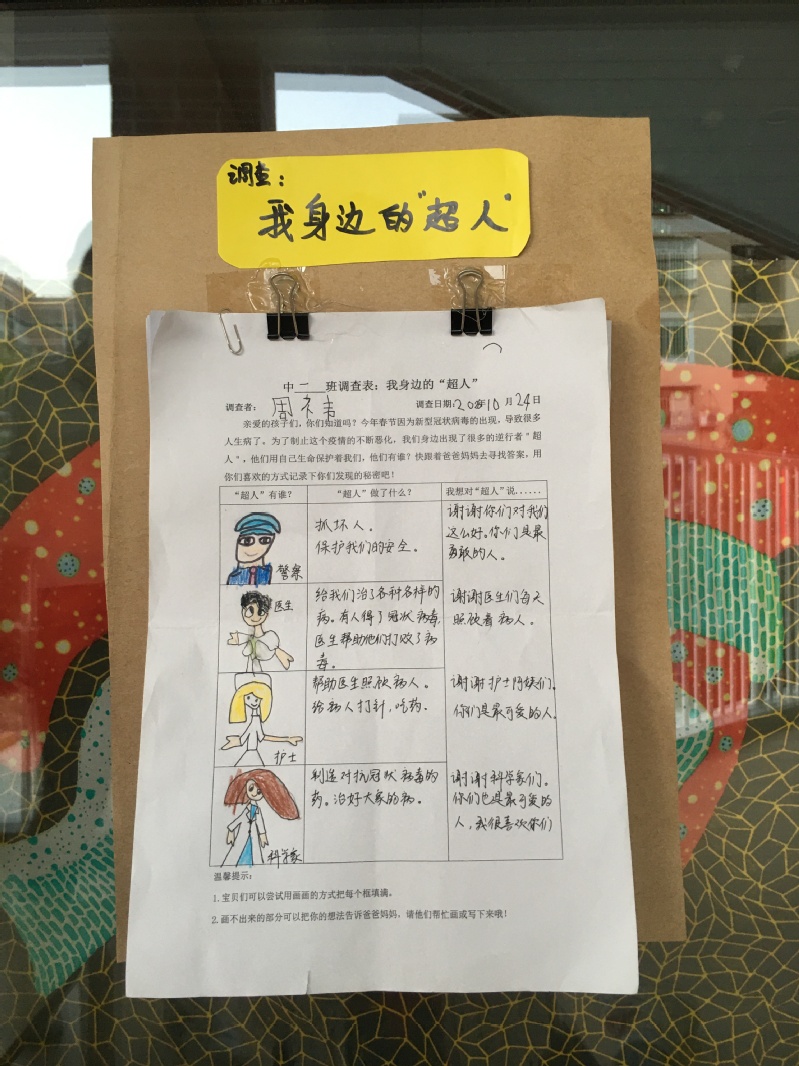 调查：
我身边的"超人"
中 二 班调查表：我身边的“超人”
调查者： 周 调查日期：20 10 月 24 日
亲爱的孩子们，你们知道吗？今年春节因为新型冠状病毒的出现，导致很多
人生病了。为了制止这个疫情的不断恶化，我们身边出现了很多的逆行者"超
人"，他们用自己生命保护着我们，他们有谁？快跟着爸爸妈妈去寻找答案，用
你们喜欢的方式记录下你们发现的秘密吧！
“超人”有谁？ “超人”做了什么？ 我想对“超人”说......
警察
抓坏人。
保护我们的安全。
谢谢你们对我们
这么好。你们是最
勇敢的人。
医生
给我们治了各种各样的
病。有人得了冠状病毒，
医生帮助他们打败了病
毒。
谢谢医生们每天
照顾着病人。
护士
帮助医生照顾病人。
给病人打针，吃药。
谢谢护士阿姨们。
你们是最可爱的人。
科学家
制造对抗冠状病毒的
药。治好大家的病。
谢谢科学家们。
你们也是最可爱的
人，我很喜欢你们
温馨提示：
1.宝贝们可以尝试用画画的方式把每个框填满。
2.画不出来的部分可以把你的想法告诉爸爸妈妈，请他们帮忙画或写下来哦！